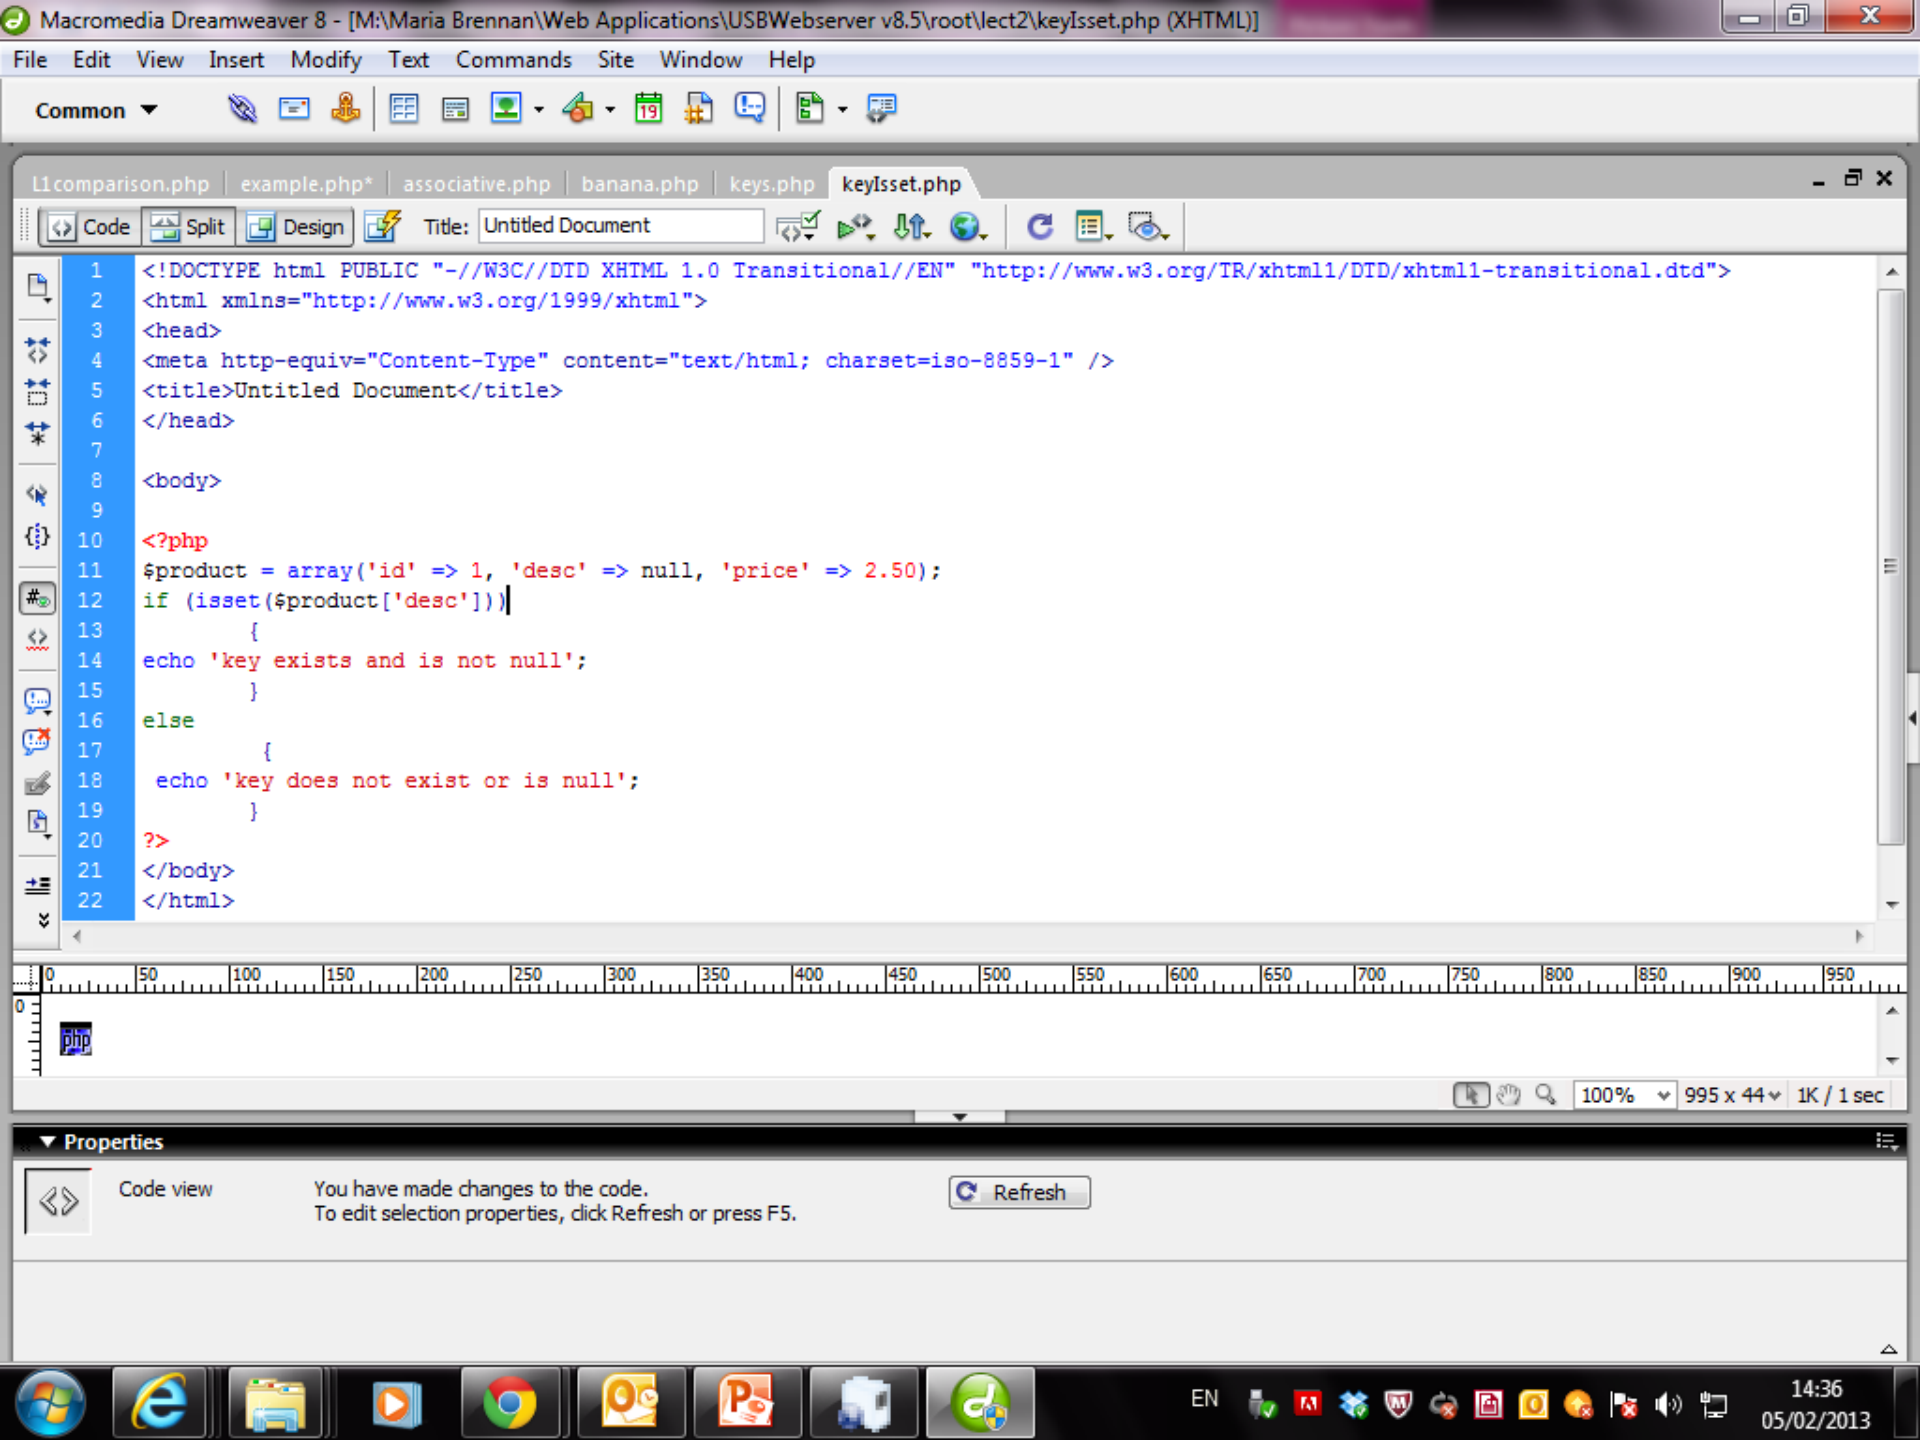 Macromedia Dreamweaver 8 - [M:\Maria Brennan\Web Applications\USBWebserver v8.5\root\lect2\keyIsset.php (XHTML)]
File Edit View Insert Modify Text Commands Site Window Help
Common
19
L1comparison.php example.php* associative.php banana.php keys.php keyIsset.php
Code Split Design Title: Untitled Document
1 <!DOCTYPE html PUBLIC "-//W3C//DTD XHTML 1.0 Transitional//EN" "http://www.w3.org/TR/xhtml1/DTD/xhtml1-transitional.dtd">
2 <html xmlns="http://www.w3.org/1999/xhtml">
3 <head>
4 <meta http-equiv="Content-Type" content="text/html; charset=iso-8859-1" />
5 <title>Untitled Document</title>
6 </head>
7
8 <body>
9
10 <?php
11 $product = array('id' => 1, 'desc' => null, 'price' => 2.50);
12 if (isset($product['desc']))
13 {
14 echo 'key exists and is not null';
15 }
16 else
17 {
18 echo 'key does not exist or is null';
19 }
20 ?>
21 </body>
22 </html>
0 50 100 150 200 250 300 350 400 450 500 550 600 650 700 750 800 850 900 950
0
php
100% 995 x 44 1K / 1 sec
Properties
Code view You have made changes to the code. Refresh
To edit selection properties, click Refresh or press F5.
EN 14:36
05/02/2013